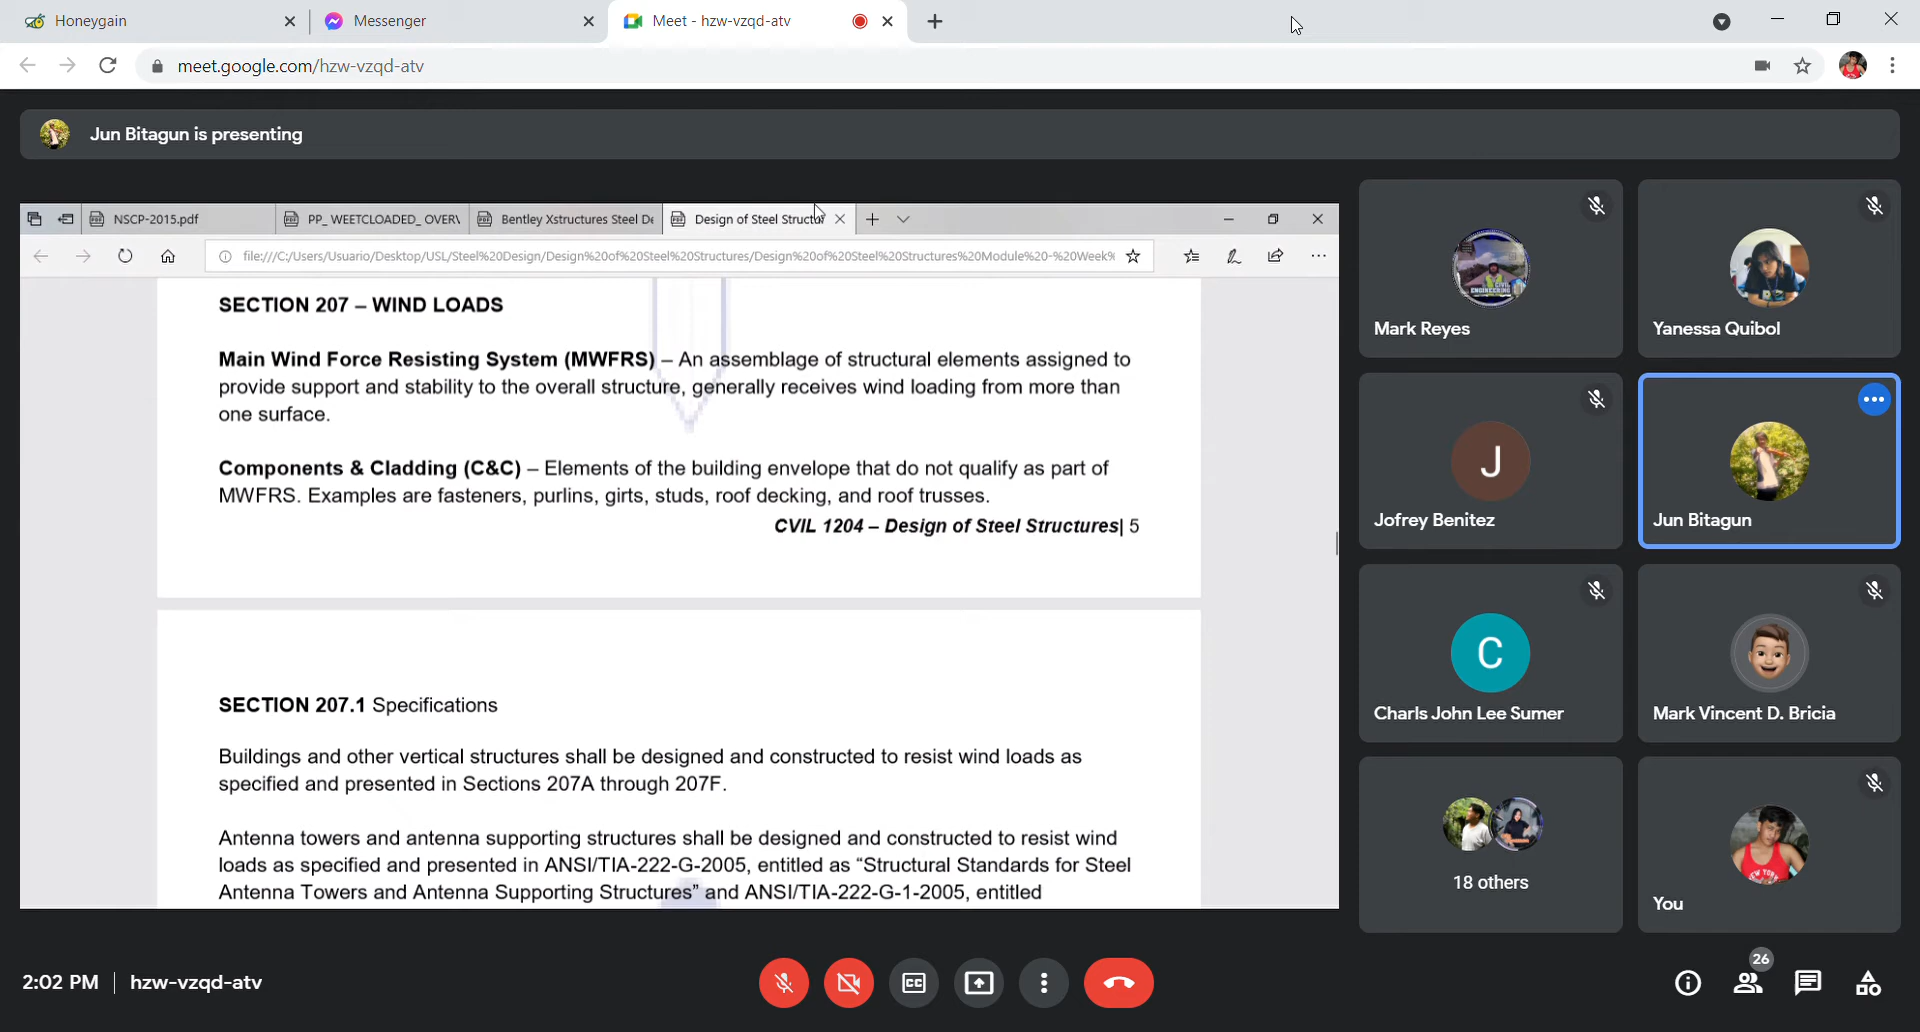 Honeygain
Messenger
Meet - hzw-vzqd-atv
meet.google.com/hzw-vzqd-atv
Jun Bitagun is presenting
NSCP-2015.pdf
PP_ WEETCLOADED_ OVERV
Bentley Xstructures Steel De
Design of Steel Structur
file:///C:/Users/Usuario/Desktop/USL/Steel%20Design/Design%20of%20Steel%20Structures/Design%20of%20Steel%20Structures%20Module%20-%20Week%
SECTION 207 – WIND LOADS
Main Wind Force Resisting System (MWFRS) – An assemblage of structural elements assigned to
provide support and stability to the overall structure, generally receives wind loading from more than
one surface.
Components & Cladding (C&C) – Elements of the building envelope that do not qualify as part of
MWFRS. Examples are fasteners, purlins, girts, studs, roof decking, and roof trusses.
CVIL 1204 – Design of Steel Structures| 5
SECTION 207.1 Specifications
Buildings and other vertical structures shall be designed and constructed to resist wind loads as
specified and presented in Sections 207A through 207F.
Antenna towers and antenna supporting structures shall be designed and constructed to resist wind
loads as specified and presented in ANSI/TIA-222-G-2005, entitled as “Structural Standards for Steel
Antenna Towers and Antenna Supporting Structures” and ANSI/TIA-222-G-1-2005, entitled
Mark Reyes
Yanessa Quibol
J
Jofrey Benitez
Jun Bitagun
C
Charls John Lee Sumer
Mark Vincent D. Bricia
18 others
You
2:02 PM
hzw-vzqd-atv
CC
26